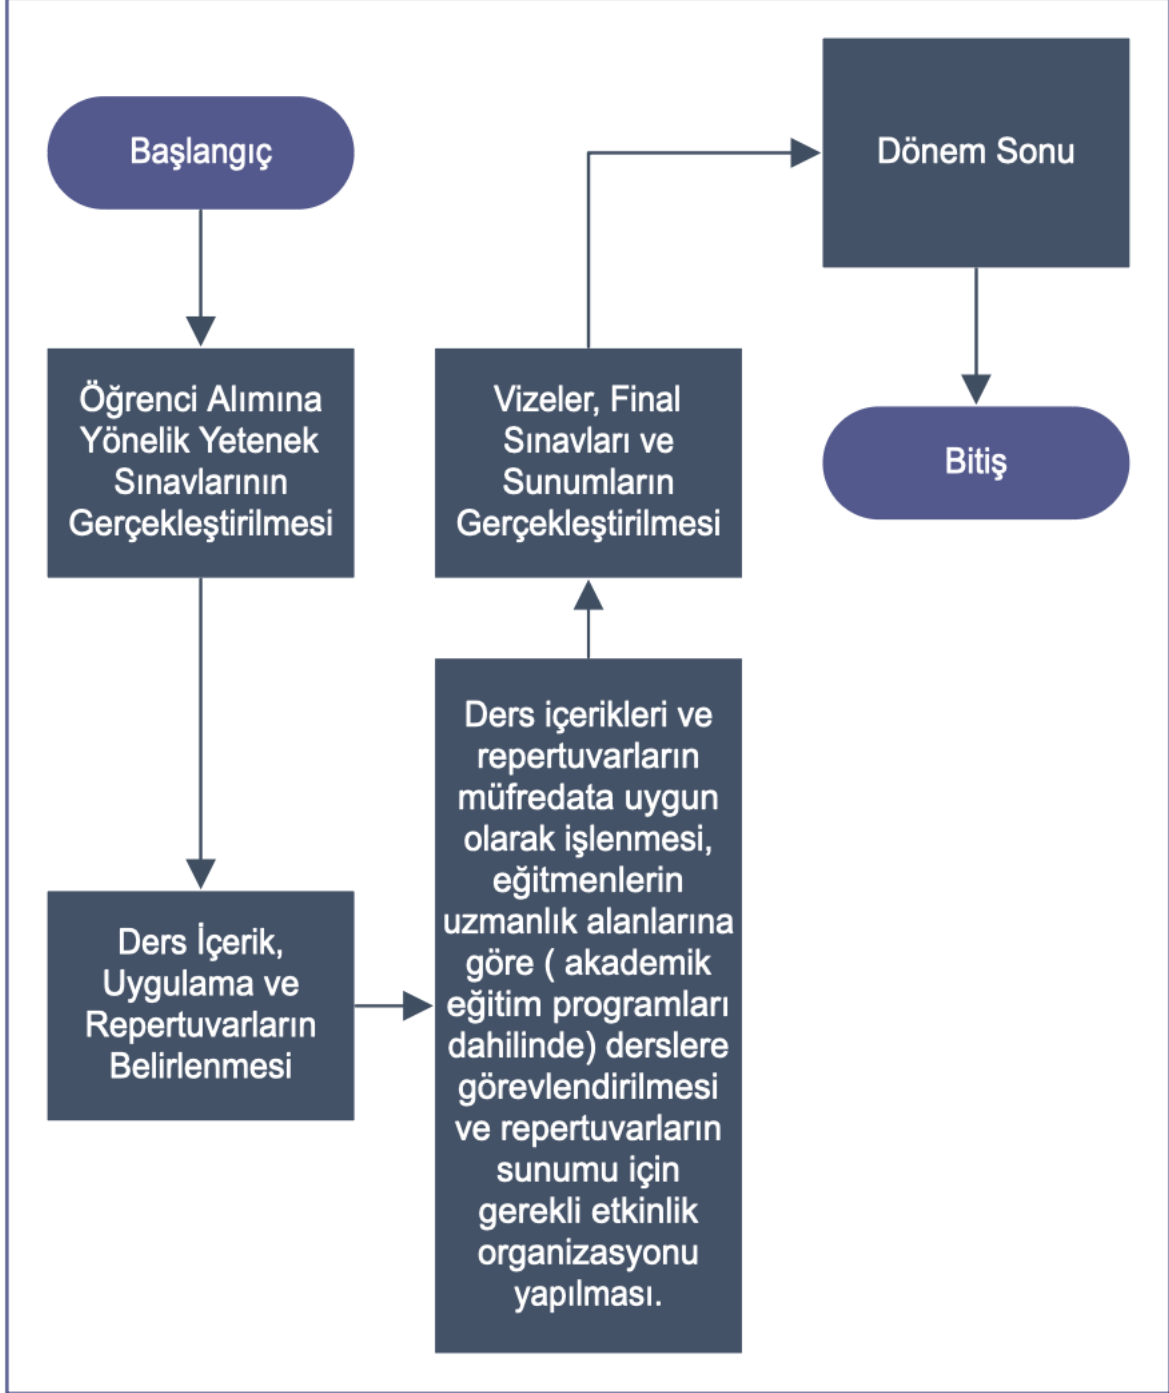 Başlangıç
Öğrenci Alımına
Yönelik Yetenek
Sınavlarının
Gerçekleştirilmesi
Ders İçerik,
Uygulama ve
Repertuvarların
Belirlenmesi
Ders içerikleri ve
repertuvarların
müfredata uygun
olarak işlenmesi,
eğitmenlerin
uzmanlık alanlarına
göre ( akademik
eğitim programları
dahilinde) derslere
görevlendirilmesi
ve repertuvarların
sunumu için
gerekli etkinlik
organizasyonu
yapılması.
Vizeler, Final
Sınavları ve
Sunumların
Gerçekleştirilmesi
Dönem Sonu
Bitiş